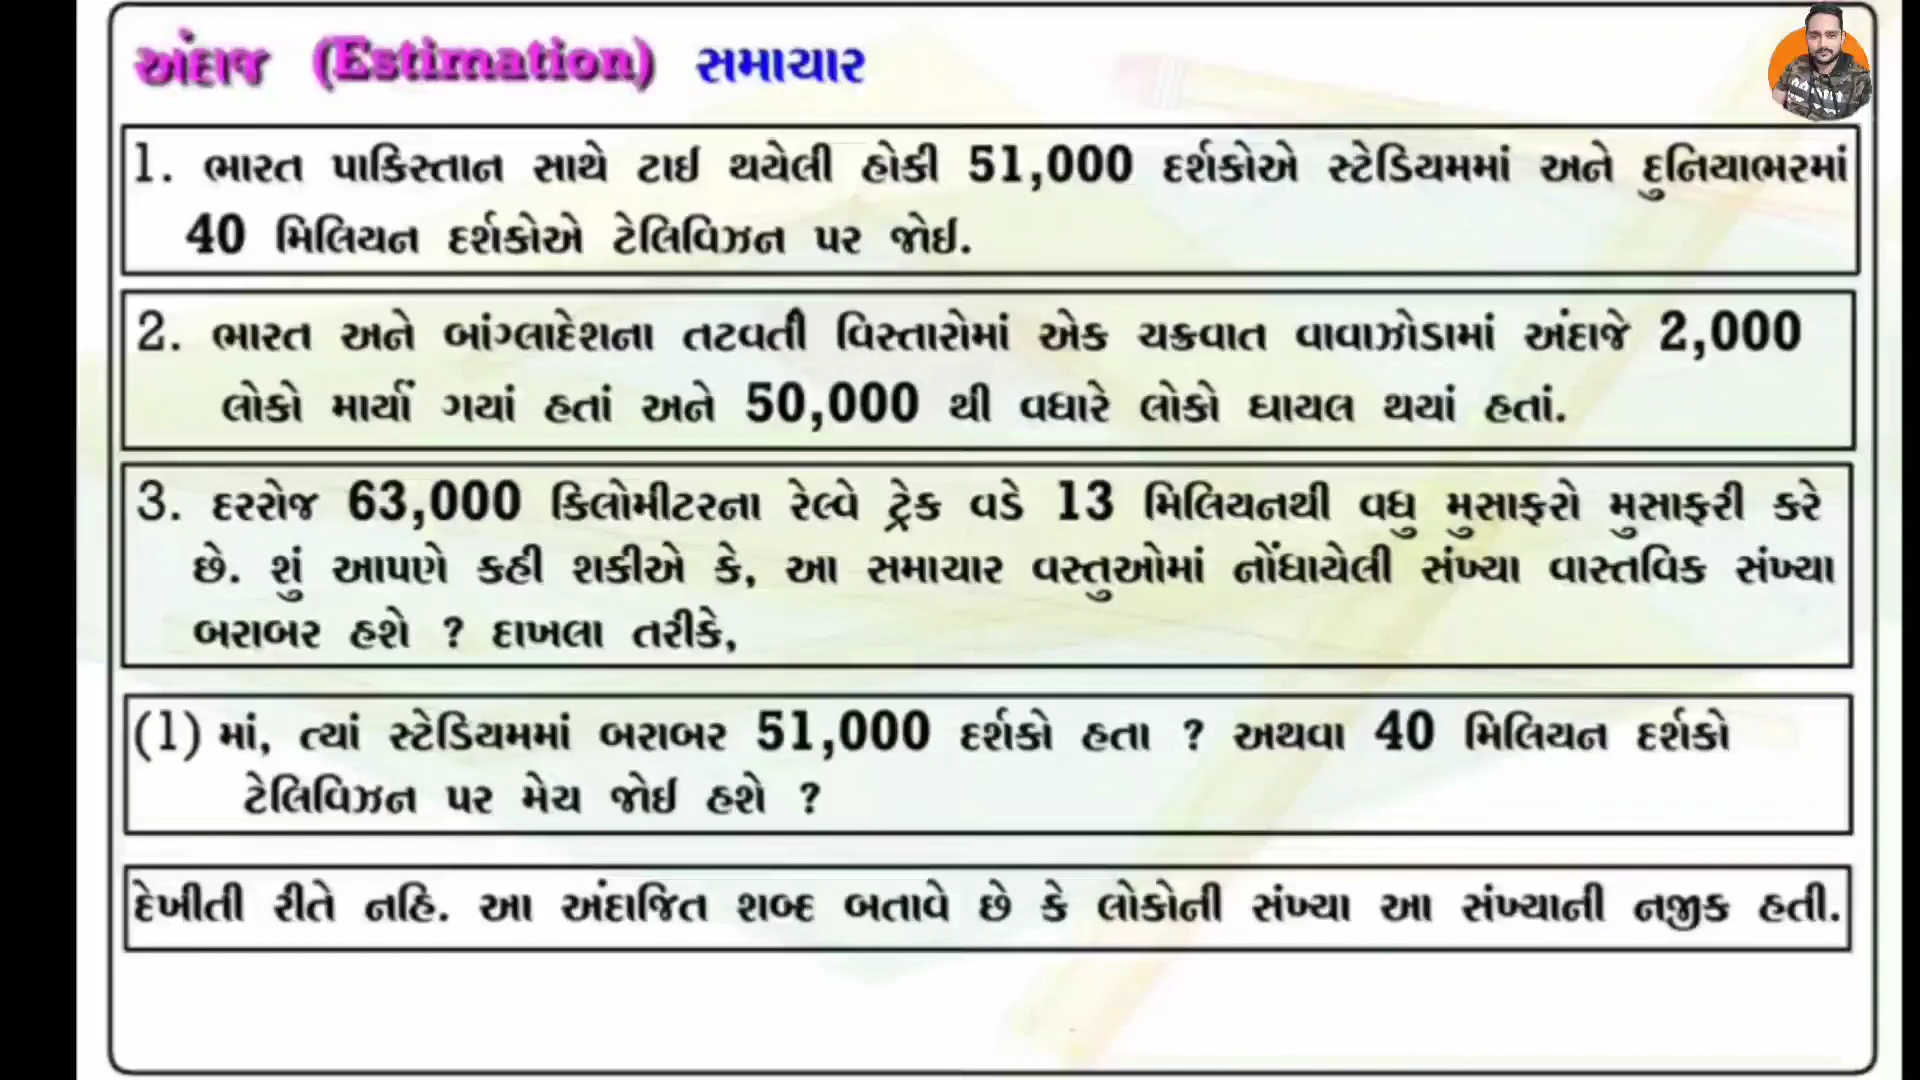 અંદાજ (Estimation) સમાચાર
1. ભારત પાકિસ્તાન સાથે ટાઈ થયેલી હોકી 51,000 દર્શકોએ સ્ટેડિયમમાં અને દુનિયાભરમાં
40 મિલિયન દર્શકોએ ટેલિવિઝન પર જોઈ.
2. ભારત અને બાંગ્લાદેશના તટવર્તી વિસ્તારોમાં એક ચક્રવાત વાવાઝોડામાં અંદાજે 2,000
લોકો માર્યાં ગયાં હતાં અને 50,000 થી વધારે લોકો ઘાયલ થયાં હતાં.
3. દરરોજ 63,000 કિલોમીટરના રેલ્વે ટ્રેક વડે 13 મિલિયનથી વધુ મુસાફરો મુસાફરી કરે
છે. શું આપણે કહી શકીએ કે, આ સમાચાર વસ્તુઓમાં નોંધાયેલી સંખ્યા વાસ્તવિક સંખ્યા
બરાબર હશે ? દાખલા તરીકે,
(1) માં, ત્યાં સ્ટેડિયમમાં બરાબર 51,000 દર્શકો હતા ? અથવા 40 મિલિયન દર્શકો
ટેલિવિઝન પર મેચ જોઈ હશે ?
દેખીતી રીતે નહિ. આ અંદાજિત શબ્દ બતાવે છે કે લોકોની સંખ્યા આ સંખ્યાની નજીક હતી.